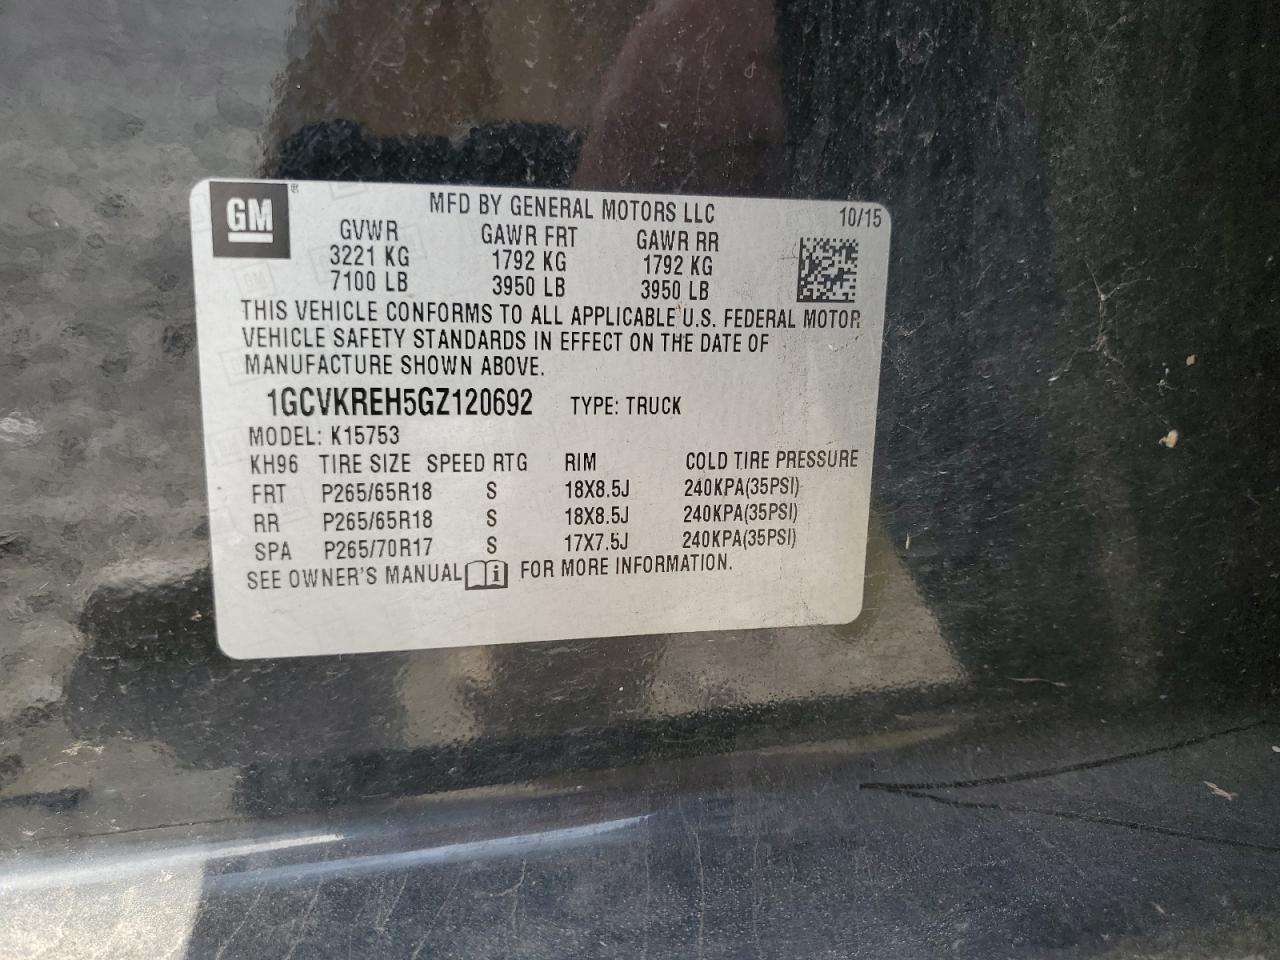 GM ® MFD BY GENERAL MOTORS LLC 10/15
GVWR GAWR FRT GAWR RR
3221 KG 1792 KG 1792 KG
7100 LB 3950 LB 3950 LB
THIS VEHICLE CONFORMS TO ALL APPLICABLE U.S. FEDERAL MOTOR
VEHICLE SAFETY STANDARDS IN EFFECT ON THE DATE OF
MANUFACTURE SHOWN ABOVE.
1GCVKREH5GZ120692 TYPE: TRUCK
MODEL: K15753
KH96 TIRE SIZE SPEED RTG RIM COLD TIRE PRESSURE
FRT P265/65R18 S 18X8.5J 240KPA(35PSI)
RR P265/65R18 S 18X8.5J 240KPA(35PSI)
SPA P265/70R17 S 17X7.5J 240KPA(35PSI)
SEE OWNER'S MANUAL i FOR MORE INFORMATION.